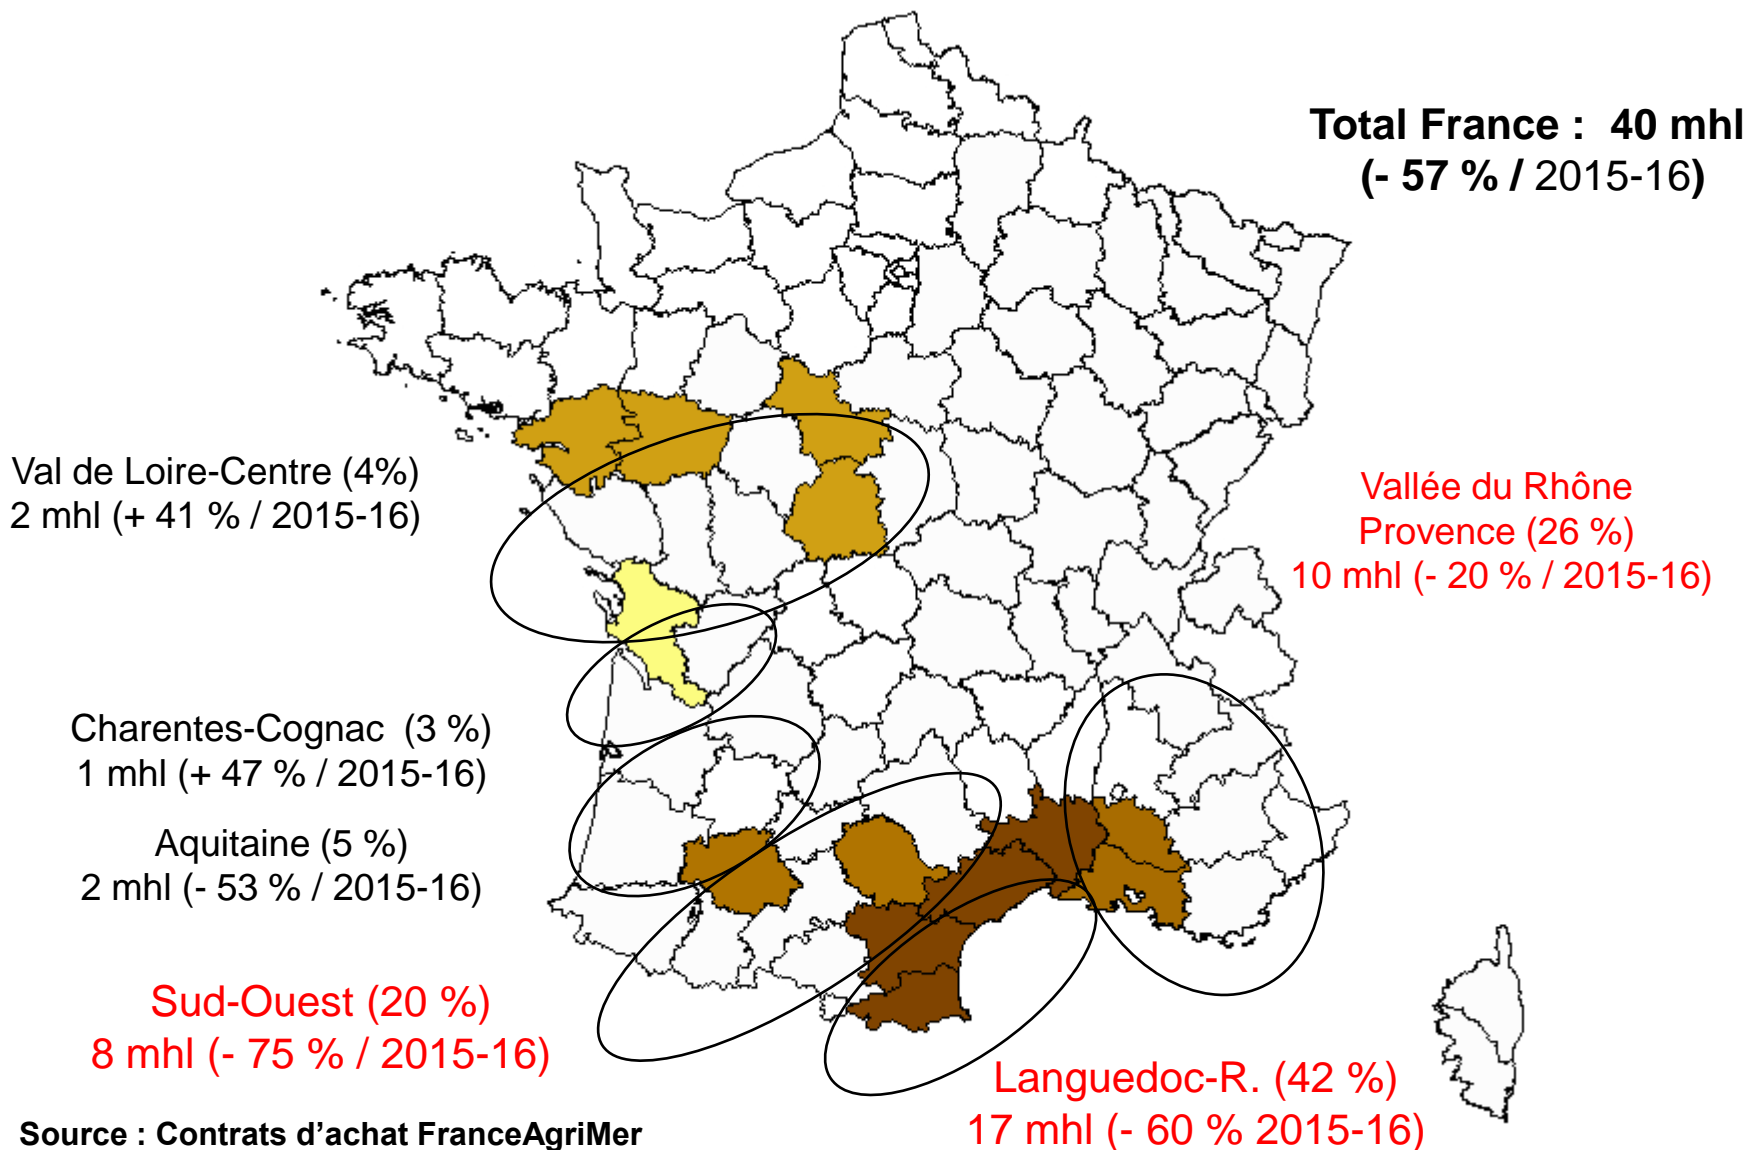 Total France : 40 mhl
(- 57 % / 2015-16)
Val de Loire-Centre (4%)
2 mhl (+ 41 % / 2015-16)
Vallée du Rhône
Provence (26 %)
10 mhl (- 20 % / 2015-16)
Charentes-Cognac (3 %)
1 mhl (+ 47 % / 2015-16)
Aquitaine (5 %)
2 mhl (- 53 % / 2015-16)
Sud-Ouest (20 %)
8 mhl (- 75 % / 2015-16)
Languedoc-R. (42 %)
17 mhl (- 60 % 2015-16)
Source : Contrats d’achat FranceAgriMer